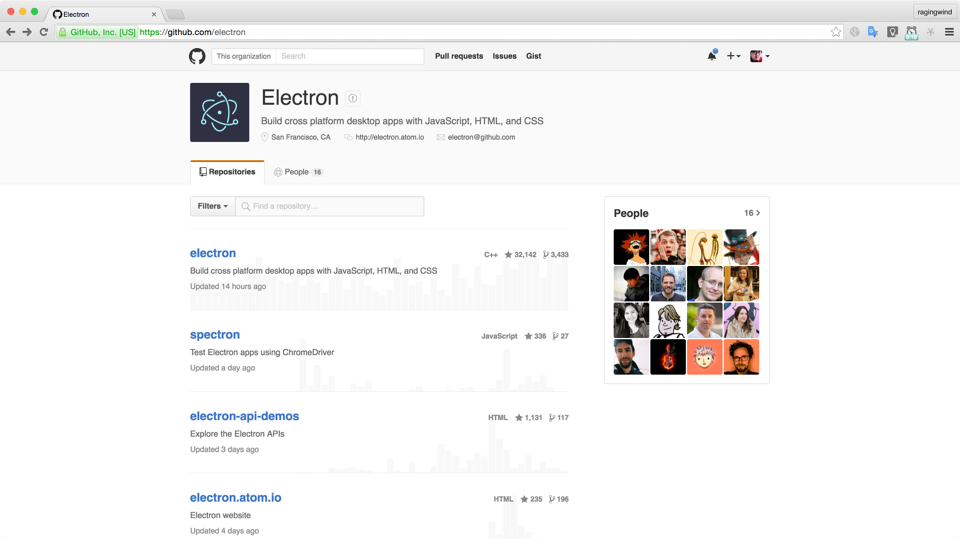 Electron
ragingwind
GitHub, Inc. [US] https://github.com/electron
This organization Search Pull requests Issues Gist
Electron
Build cross platform desktop apps with JavaScript, HTML, and CSS
San Francisco, CA http://electron.atom.io electron@github.com
Repositories People 16
Filters Find a repository...
People 16
electron C++ 32,142 3,433
Build cross platform desktop apps with JavaScript, HTML, and CSS
Updated 14 hours ago
spectron JavaScript 336 27
Test Electron apps using ChromeDriver
Updated a day ago
electron-api-demos HTML 1,131 117
Explore the Electron APIs
Updated 3 days ago
electron.atom.io HTML 235 196
Electron website
Updated 4 days ago